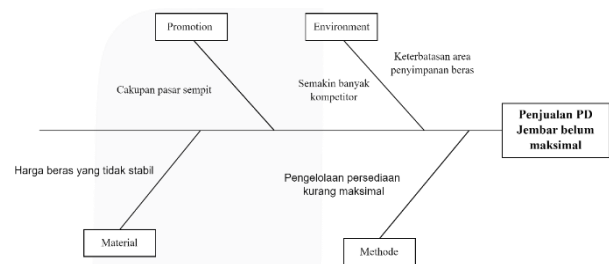 Promotion
Environment
Keterbatasan area
penyimpanan beras
Cakupan pasar sempit
Semakin banyak
kompetitor
Penjualan PD
Jembar belum
maksimal
Harga beras yang tidak stabil
Pengelolaan persediaan
kurang maksimal
Material
Methode